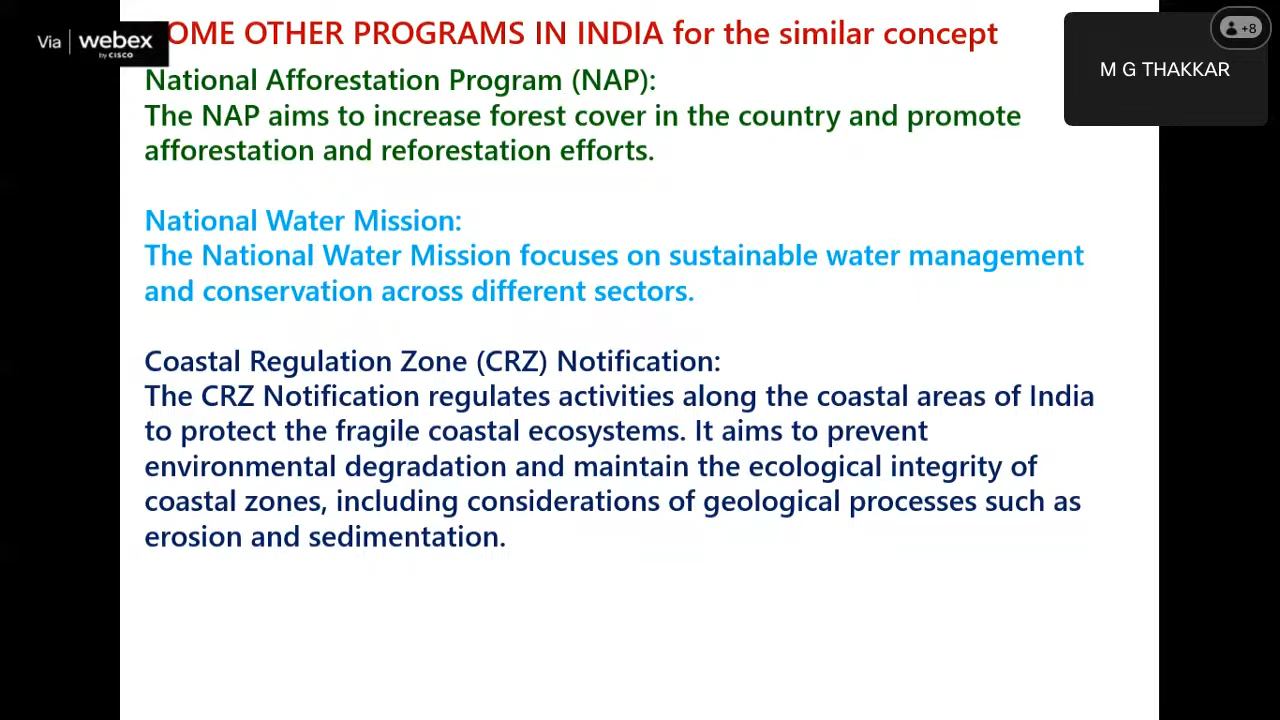 Via webex
by CISCO
OME OTHER PROGRAMS IN INDIA for the similar concept
+8
M G THAKKAR
National Afforestation Program (NAP):
The NAP aims to increase forest cover in the country and promote
afforestation and reforestation efforts.
National Water Mission:
The National Water Mission focuses on sustainable water management
and conservation across different sectors.
Coastal Regulation Zone (CRZ) Notification:
The CRZ Notification regulates activities along the coastal areas of India
to protect the fragile coastal ecosystems. It aims to prevent
environmental degradation and maintain the ecological integrity of
coastal zones, including considerations of geological processes such as
erosion and sedimentation.